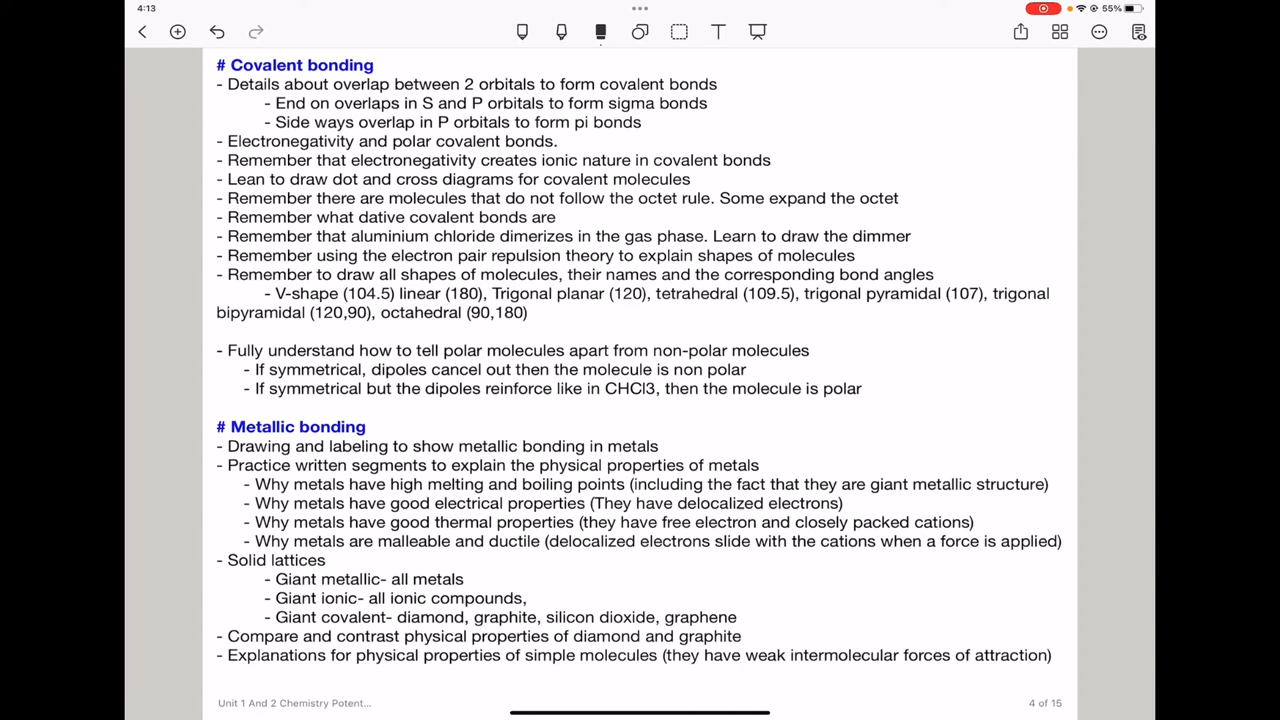 4:13
55%
# Covalent bonding
- Details about overlap between 2 orbitals to form covalent bonds
- End on overlaps in S and P orbitals to form sigma bonds
- Side ways overlap in P orbitals to form pi bonds
- Electronegativity and polar covalent bonds.
- Remember that electronegativity creates ionic nature in covalent bonds
- Lean to draw dot and cross diagrams for covalent molecules
- Remember there are molecules that do not follow the octet rule. Some expand the octet
- Remember what dative covalent bonds are
- Remember that aluminium chloride dimerizes in the gas phase. Learn to draw the dimmer
- Remember using the electron pair repulsion theory to explain shapes of molecules
- Remember to draw all shapes of molecules, their names and the corresponding bond angles
- V-shape (104.5) linear (180), Trigonal planar (120), tetrahedral (109.5), trigonal pyramidal (107), trigonal
bipyramidal (120,90), octahedral (90,180)
- Fully understand how to tell polar molecules apart from non-polar molecules
- If symmetrical, dipoles cancel out then the molecule is non polar
- If symmetrical but the dipoles reinforce like in CHCl3, then the molecule is polar
# Metallic bonding
- Drawing and labeling to show metallic bonding in metals
- Practice written segments to explain the physical properties of metals
- Why metals have high melting and boiling points (including the fact that they are giant metallic structure)
- Why metals have good electrical properties (They have delocalized electrons)
- Why metals have good thermal properties (they have free electron and closely packed cations)
- Why metals are malleable and ductile (delocalized electrons slide with the cations when a force is applied)
- Solid lattices
- Giant metallic- all metals
- Giant ionic- all ionic compounds,
- Giant covalent- diamond, graphite, silicon dioxide, graphene
- Compare and contrast physical properties of diamond and graphite
- Explanations for physical properties of simple molecules (they have weak intermolecular forces of attraction)
Unit 1 And 2 Chemistry Potent...
4 of 15